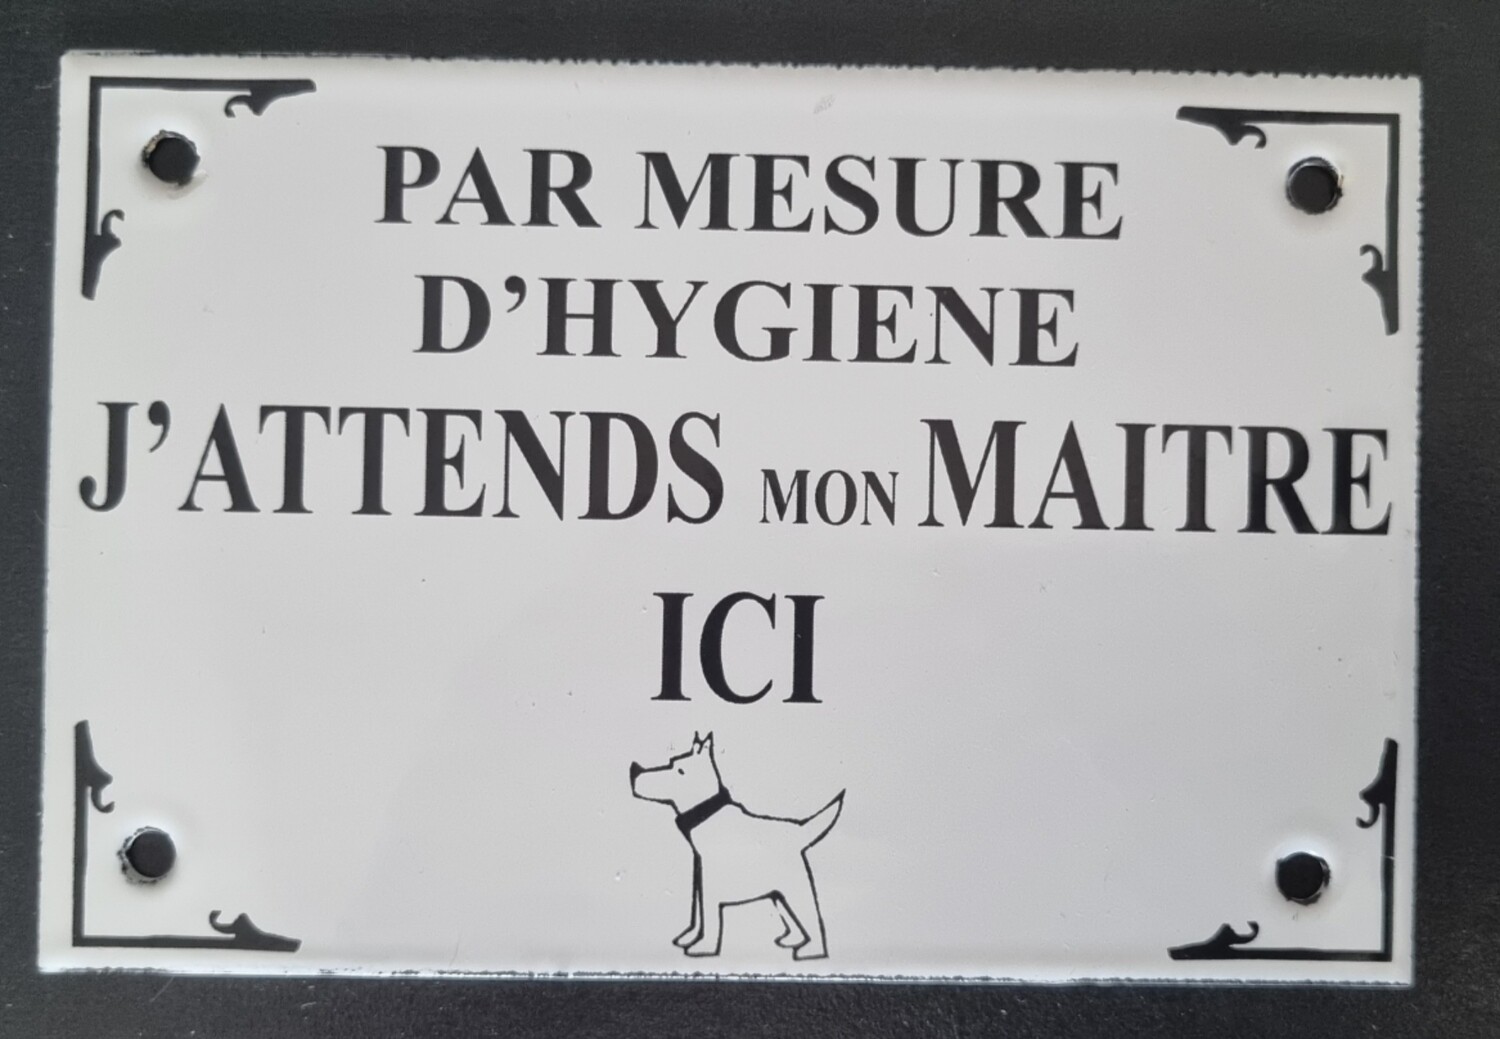 PAR MESURE
D'HYGIENE
J'ATTENDS MON MAITRE
ICI